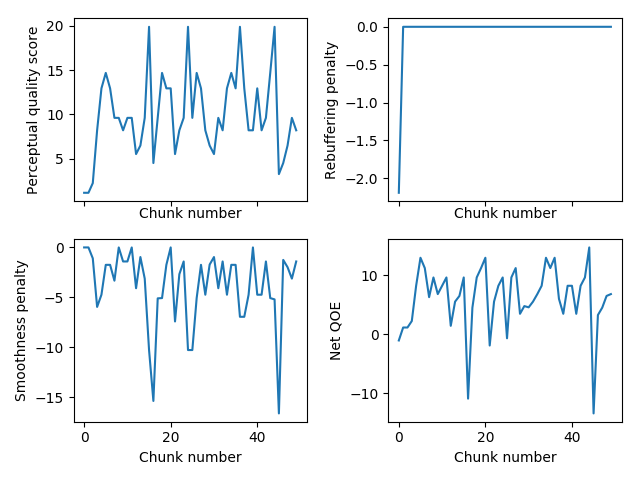 Perceptual quality score
20
15
10
5
Chunk number
Rebuffering penalty
0.0
−0.5
−1.0
−1.5
−2.0
Chunk number
Smoothness penalty
0
−5
−10
−15
0 20 40
Chunk number
Net QOE
10
0
−10
0 20 40
Chunk number